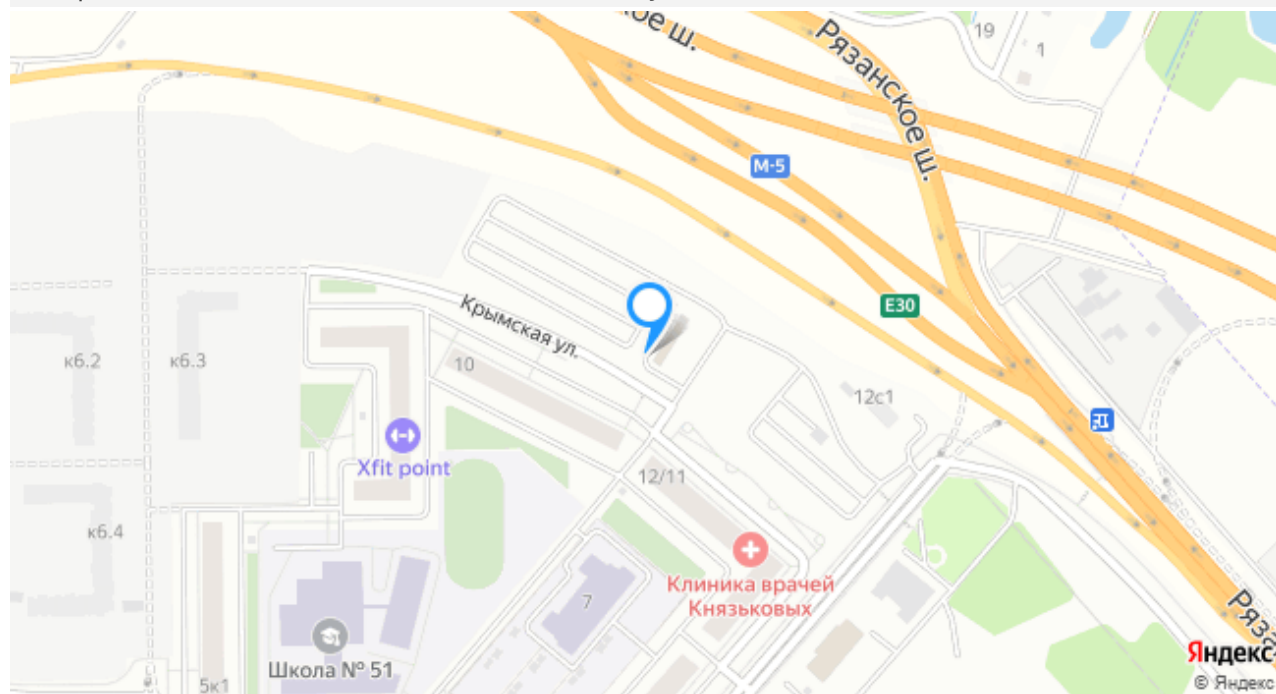 ое ш.
Рязанское ш.
19
1
М-5
Е30
Крымская ул.
к6.2
к6.3
10
12с1
Xfit point
12/11
к6.4
Клиника врачей
Князьковых
7
Школа № 51
5к1
Ряза
Яндекс
© Яндекс